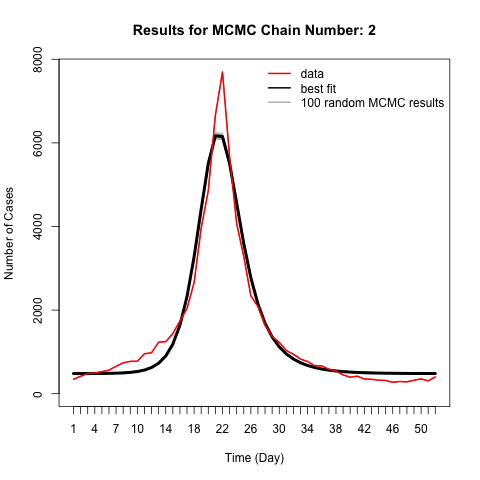 Results for MCMC Chain Number: 2
data
best fit
100 random MCMC results
Number of Cases
8000
6000
4000
2000
0
1 4 7 10 14 18 22 26 30 34 38 42 46 50
Time (Day)